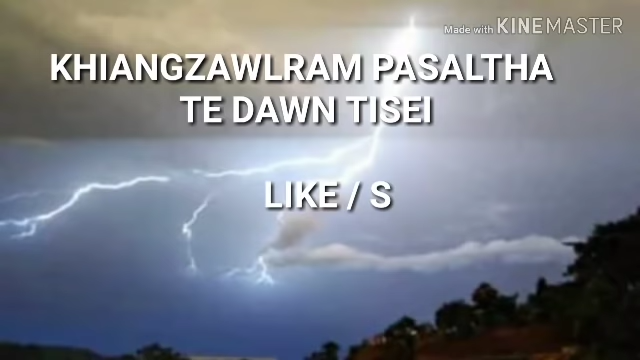 Made with KINEMASTER
KHIANGZAWLRAM PASALTHA
TE DAWN TISEI
LIKE / S